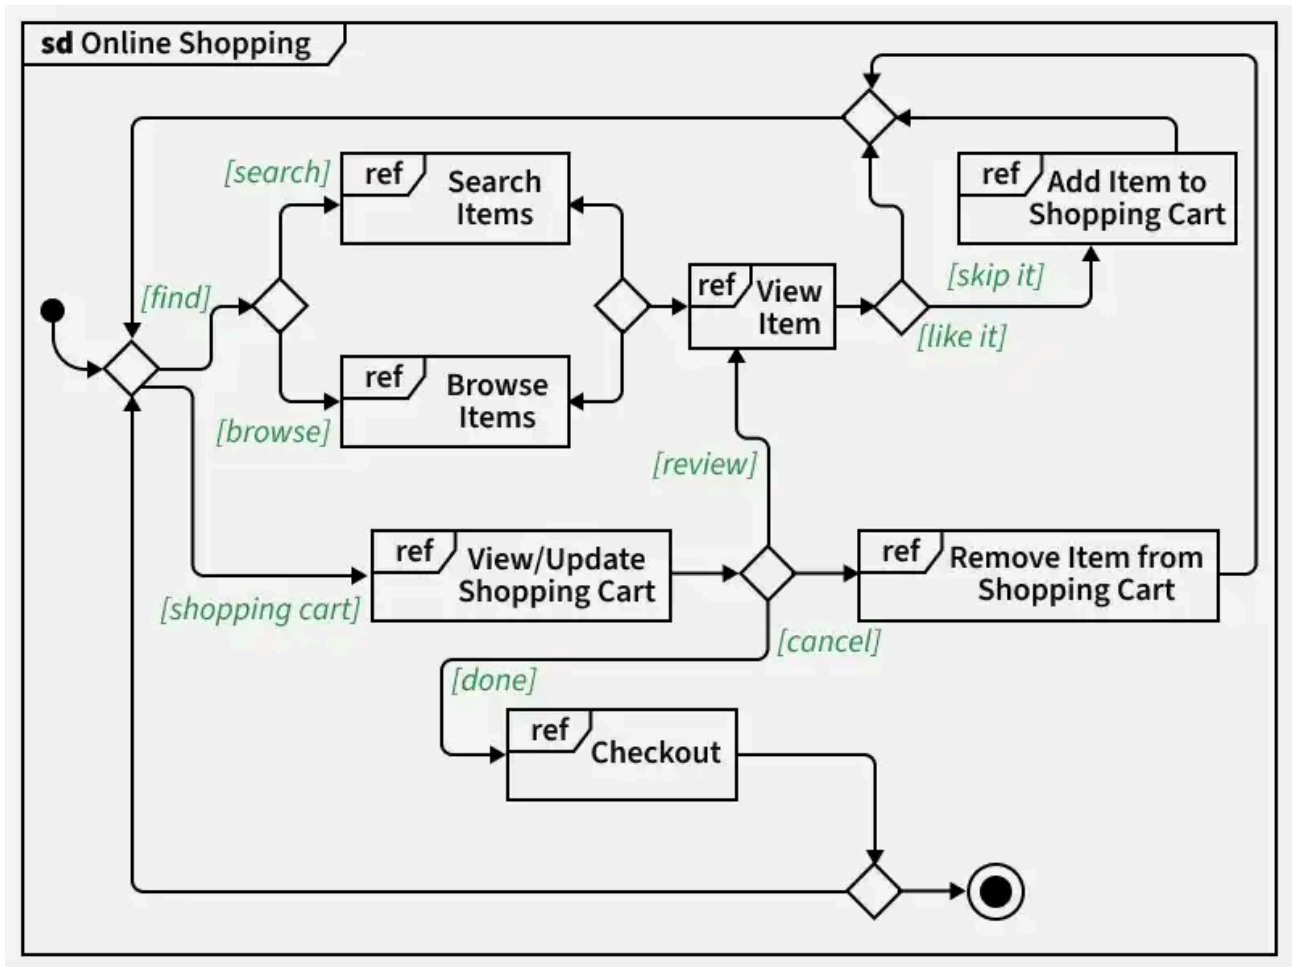 sd Online Shopping
[search]
ref
Search
Items
ref
Add Item to
Shopping Cart
[find]
ref
View
Item
[skip it]
[like it]
ref
Browse
Items
[browse]
[review]
ref
View/Update
Shopping Cart
ref
Remove Item from
Shopping Cart
[shopping cart]
[cancel]
[done]
ref
Checkout